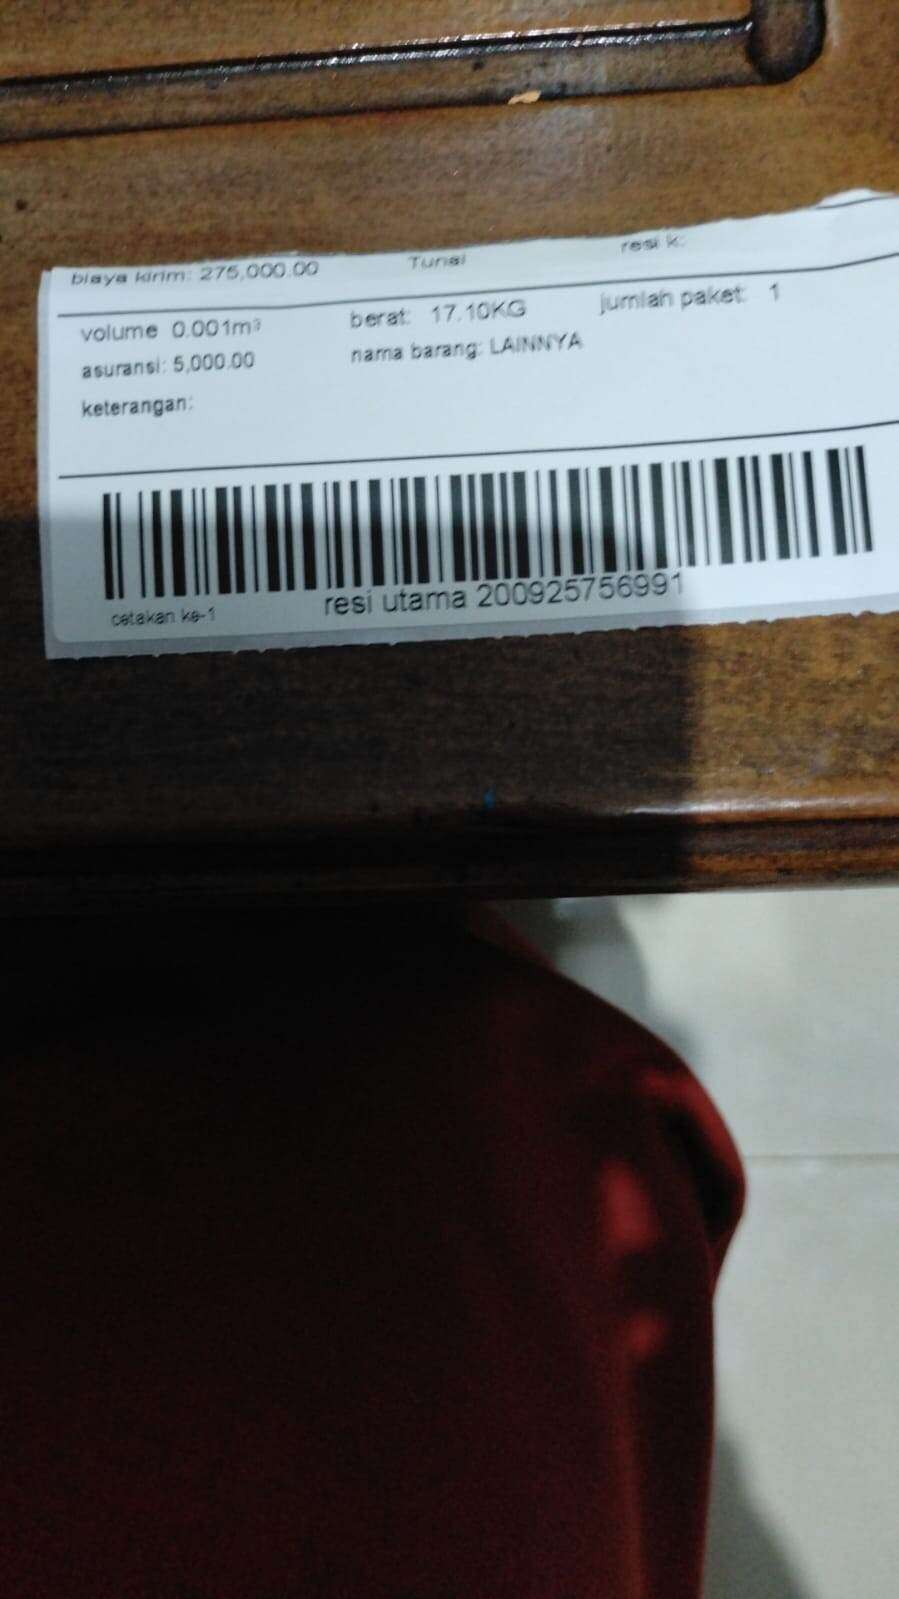 biaya kirim: 275,000.00 Tunai resi k:
volume 0.001m³ berat: 17.10KG jumlah paket: 1
asuransi: 5,000.00 nama barang: LAINNYA
keterangan:
cetakan ke-1 resi utama 200925756991